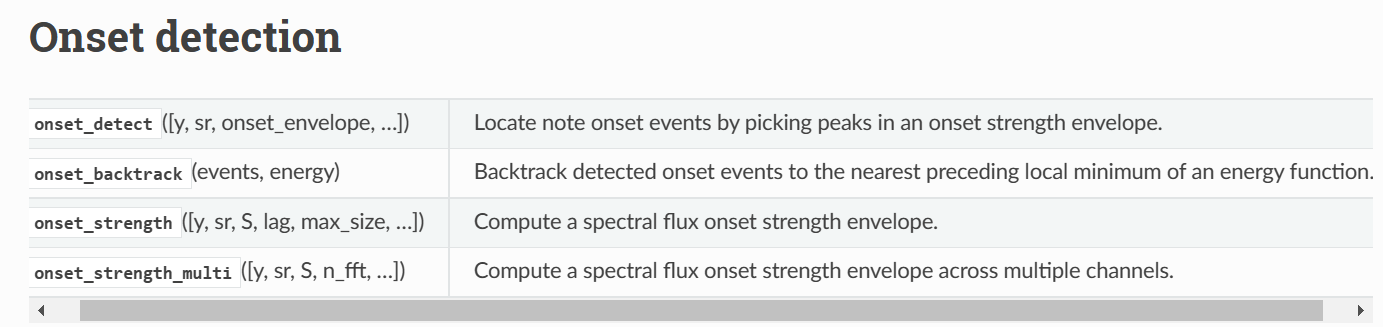 Onset detection
onset_detect([y, sr, onset_envelope, ...]) Locate note onset events by picking peaks in an onset strength envelope.
onset_backtrack(events, energy) Backtrack detected onset events to the nearest preceding local minimum of an energy function.
onset_strength([y, sr, S, lag, max_size, ...]) Compute a spectral flux onset strength envelope.
onset_strength_multi([y, sr, S, n_fft, ...]) Compute a spectral flux onset strength envelope across multiple channels.